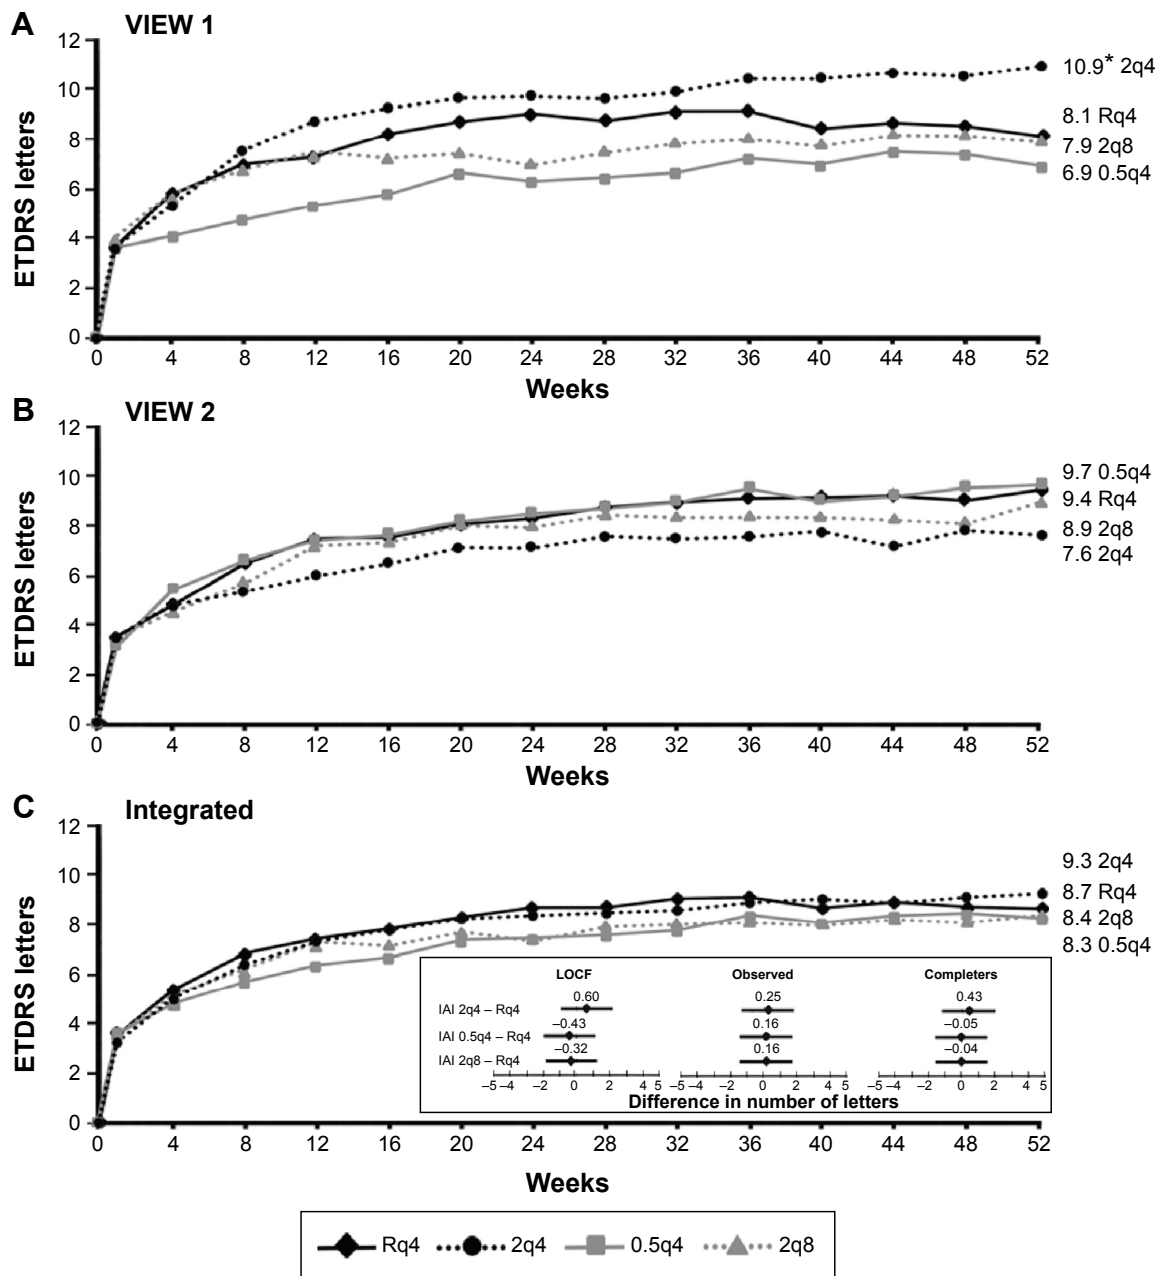 A VIEW 1
12
10
8
6
4
2
0
ETDRS letters
10.9* 2q4
8.1 Rq4
7.9 2q8
6.9 0.5q4
0 4 8 12 16 20 24 28 32 36 40 44 48 52
Weeks
B VIEW 2
12
10
8
6
4
2
0
ETDRS letters
9.7 0.5q4
9.4 Rq4
8.9 2q8
7.6 2q4
0 4 8 12 16 20 24 28 32 36 40 44 48 52
Weeks
C Integrated
12
10
8
6
4
2
0
ETDRS letters
9.3 2q4
8.7 Rq4
8.4 2q8
8.3 0.5q4
LOCF Observed Completers
0.60 0.25 0.43
IAI 2q4 – Rq4
–0.43 0.16 –0.05
IAI 0.5q4 – Rq4
–0.32 0.16 –0.04
IAI 2q8 – Rq4
–5 –4 –2 0 2 4 5 –5 –4 –2 0 2 4 5 –5 –4 –2 0 2 4 5
Difference in number of letters
0 4 8 12 16 20 24 28 32 36 40 44 48 52
Weeks
Rq4 2q4 0.5q4 2q8